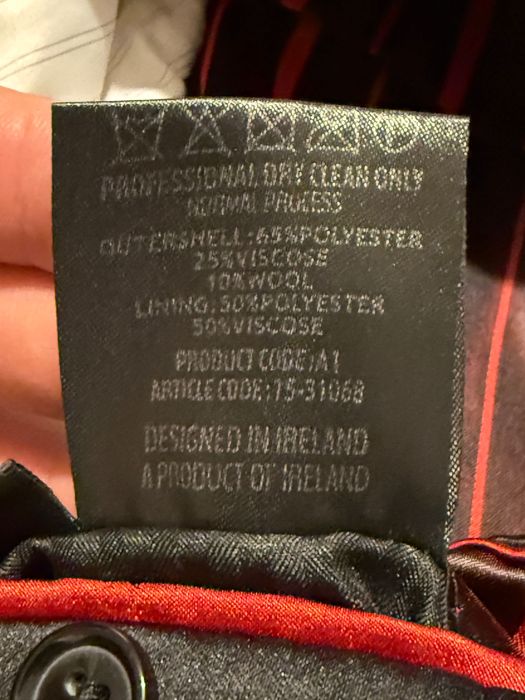 PROFESSIONAL DRY CLEAN ONLY
NORMAL PROCESS
OUTERSHELL:65%POLYESTER
25%VISCOSE
10%WOOL
LINING:50%POLYESTER
50%VISCOSE
PRODUCT CODE:A1
ARTICLE CODE:75-31068
DESIGNED IN IRELAND
A PRODUCT OF IRELAND